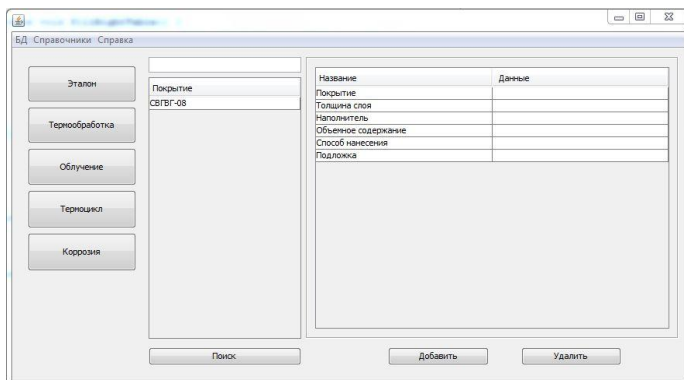 БД Справочники Справка
Эталон
Термообработка
Облучение
Термоцикл
Коррозия
Покрытие
СВГВГ-08
Поиск
Название Данные
Покрытие
Толщина слоя
Наполнитель
Объемное содержание
Способ нанесения
Подложка
Добавить Удалить